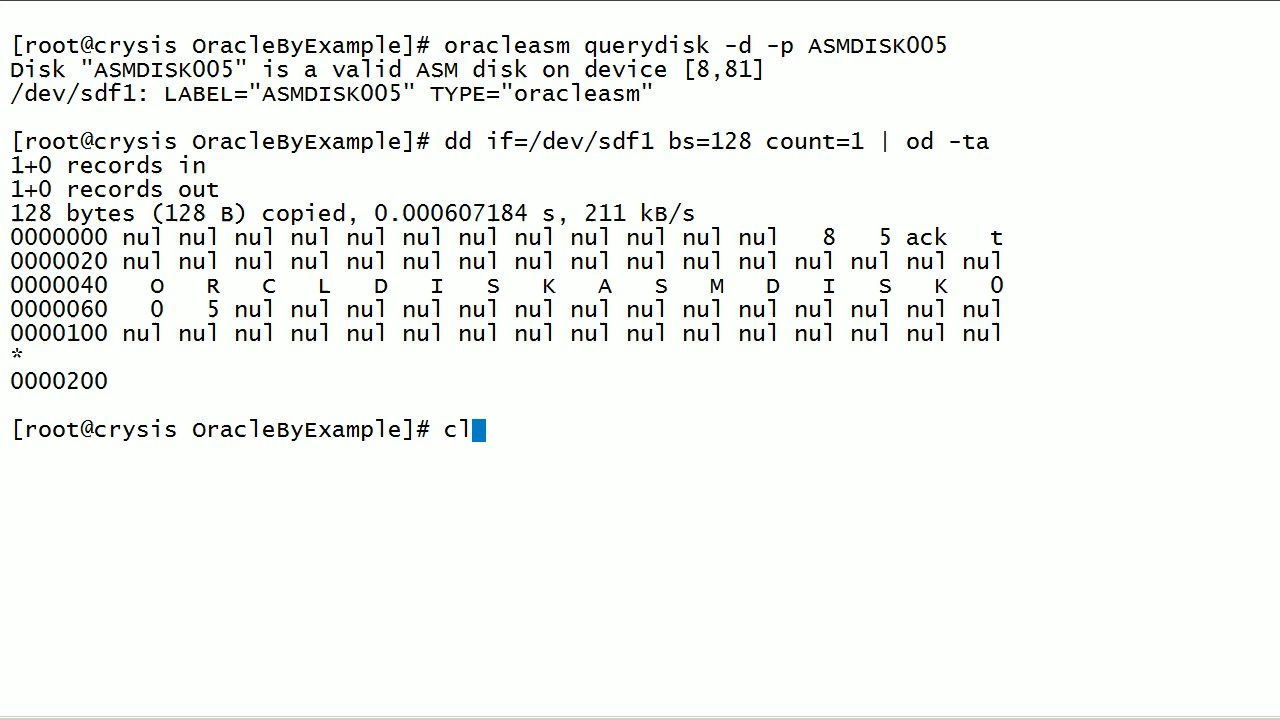 [root@crysis OracleByExample]# oracleasm querydisk -d -p ASMDISK005
Disk "ASMDISK005" is a valid ASM disk on device [8,81]
/dev/sdf1: LABEL="ASMDISK005" TYPE="oracleasm"
[root@crysis OracleByExample]# dd if=/dev/sdf1 bs=128 count=1 | od -ta
1+0 records in
1+0 records out
128 bytes (128 B) copied, 0.000607184 s, 211 kB/s
0000000 nul nul nul nul nul nul nul nul nul nul nul nul   8   5 ack   t
0000020 nul nul nul nul nul nul nul nul nul nul nul nul nul nul nul nul
0000040   O   R   C   L   D   I   S   K   A   S   M   D   I   S   K   0
0000060   0   5 nul nul nul nul nul nul nul nul nul nul nul nul nul nul
0000100 nul nul nul nul nul nul nul nul nul nul nul nul nul nul nul nul
*
0000200
[root@crysis OracleByExample]# cl